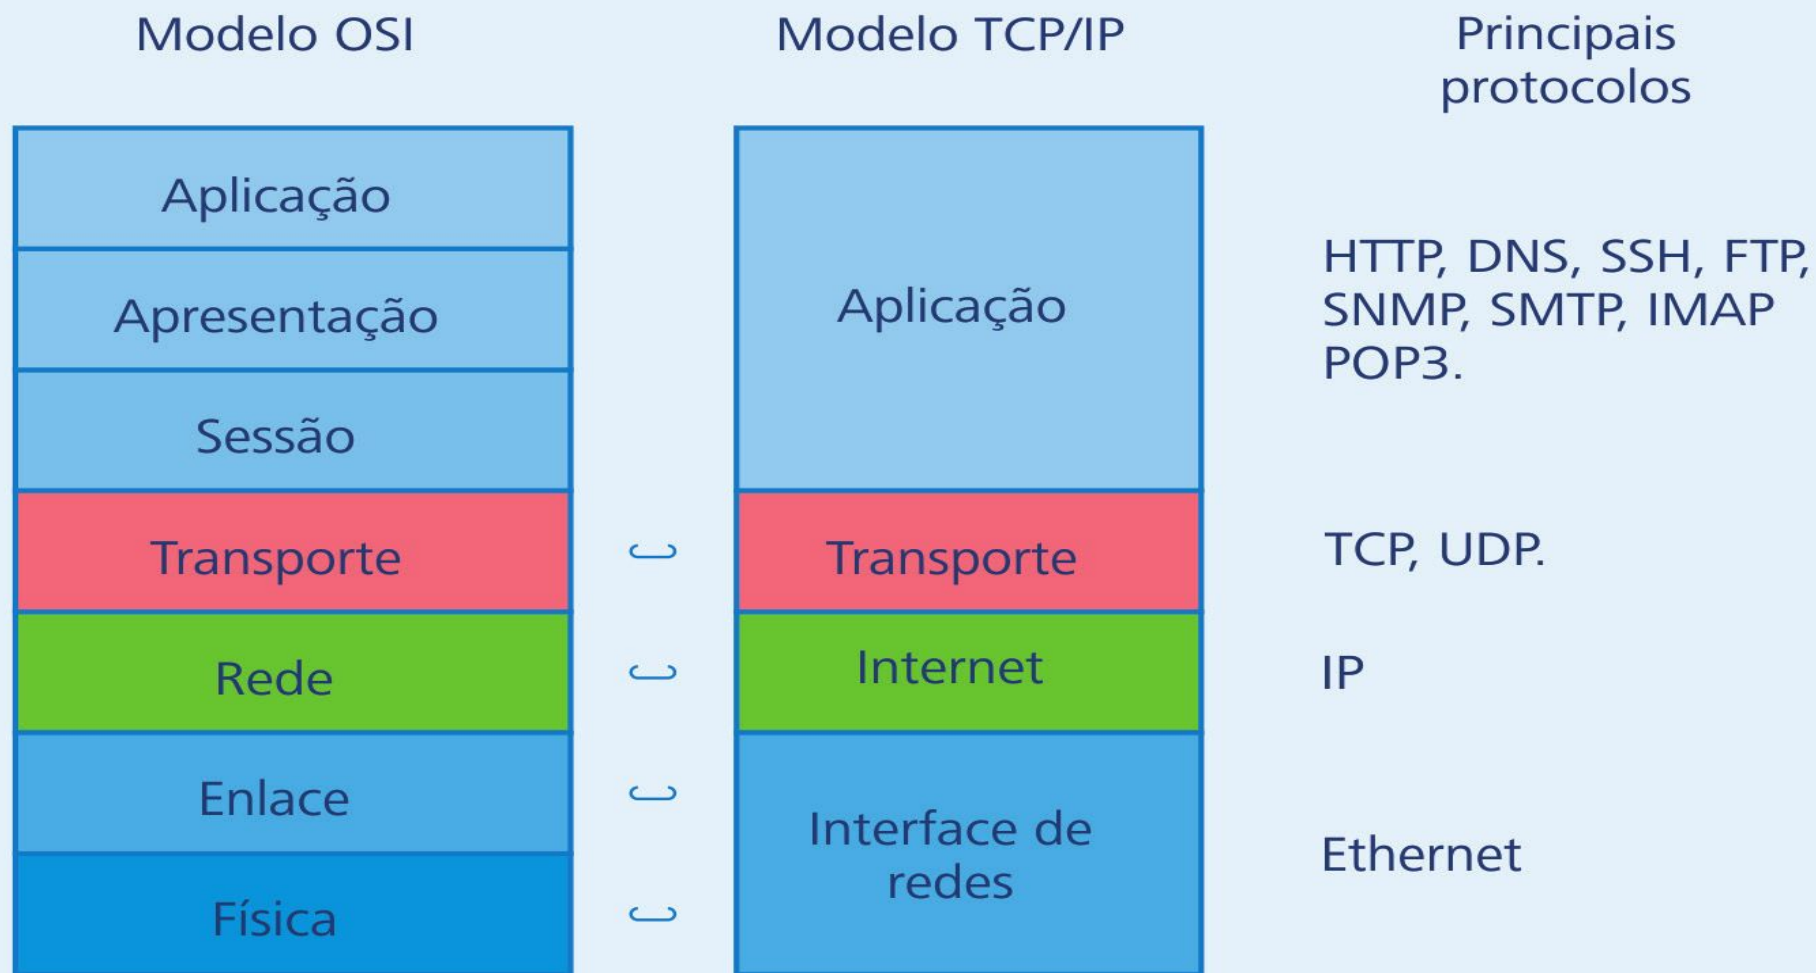 Modelo OSI
Modelo TCP/IP
Principais
protocolos
Aplicação
Apresentação
Sessão
Transporte
Rede
Enlace
Física
Aplicação
Transporte
Internet
Interface de
redes
HTTP, DNS, SSH, FTP,
SNMP, SMTP, IMAP
POP3.
TCP, UDP.
IP
Ethernet